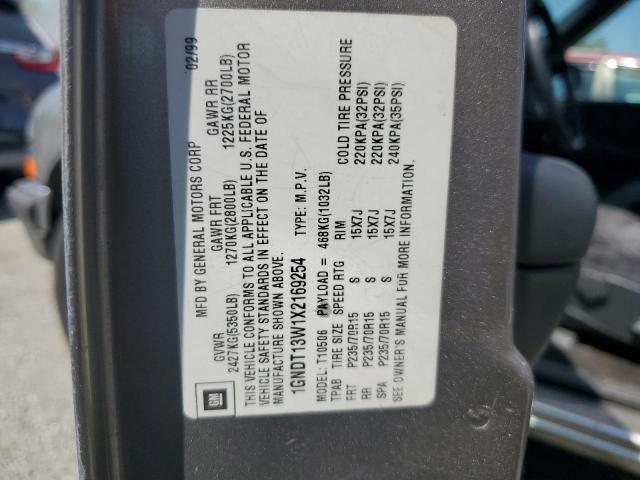 GM
MFD BY GENERAL MOTORS CORP 02/99
GVWR GAWR FRT GAWR RR
2427KG(5350LB) 1270KG(2800LB) 1225KG(2700LB)
THIS VEHICLE CONFORMS TO ALL APPLICABLE U.S. FEDERAL MOTOR
VEHICLE SAFETY STANDARDS IN EFFECT ON THE DATE OF
MANUFACTURE SHOWN ABOVE.
1GNDT13W1X2169254 TYPE: M.P.V.
MODEL: T10506 PAYLOAD = 468KG(1032LB)
TPAB TIRE SIZE SPEED RTG RIM COLD TIRE PRESSURE
FRT P235/70R15 S 15X7J 220KPA(32PSI)
RR P235/70R15 S 15X7J 220KPA(32PSI)
SPA P235/70R15 S 15X7J 240KPA(35PSI)
SEE OWNER'S MANUAL FOR MORE INFORMATION.